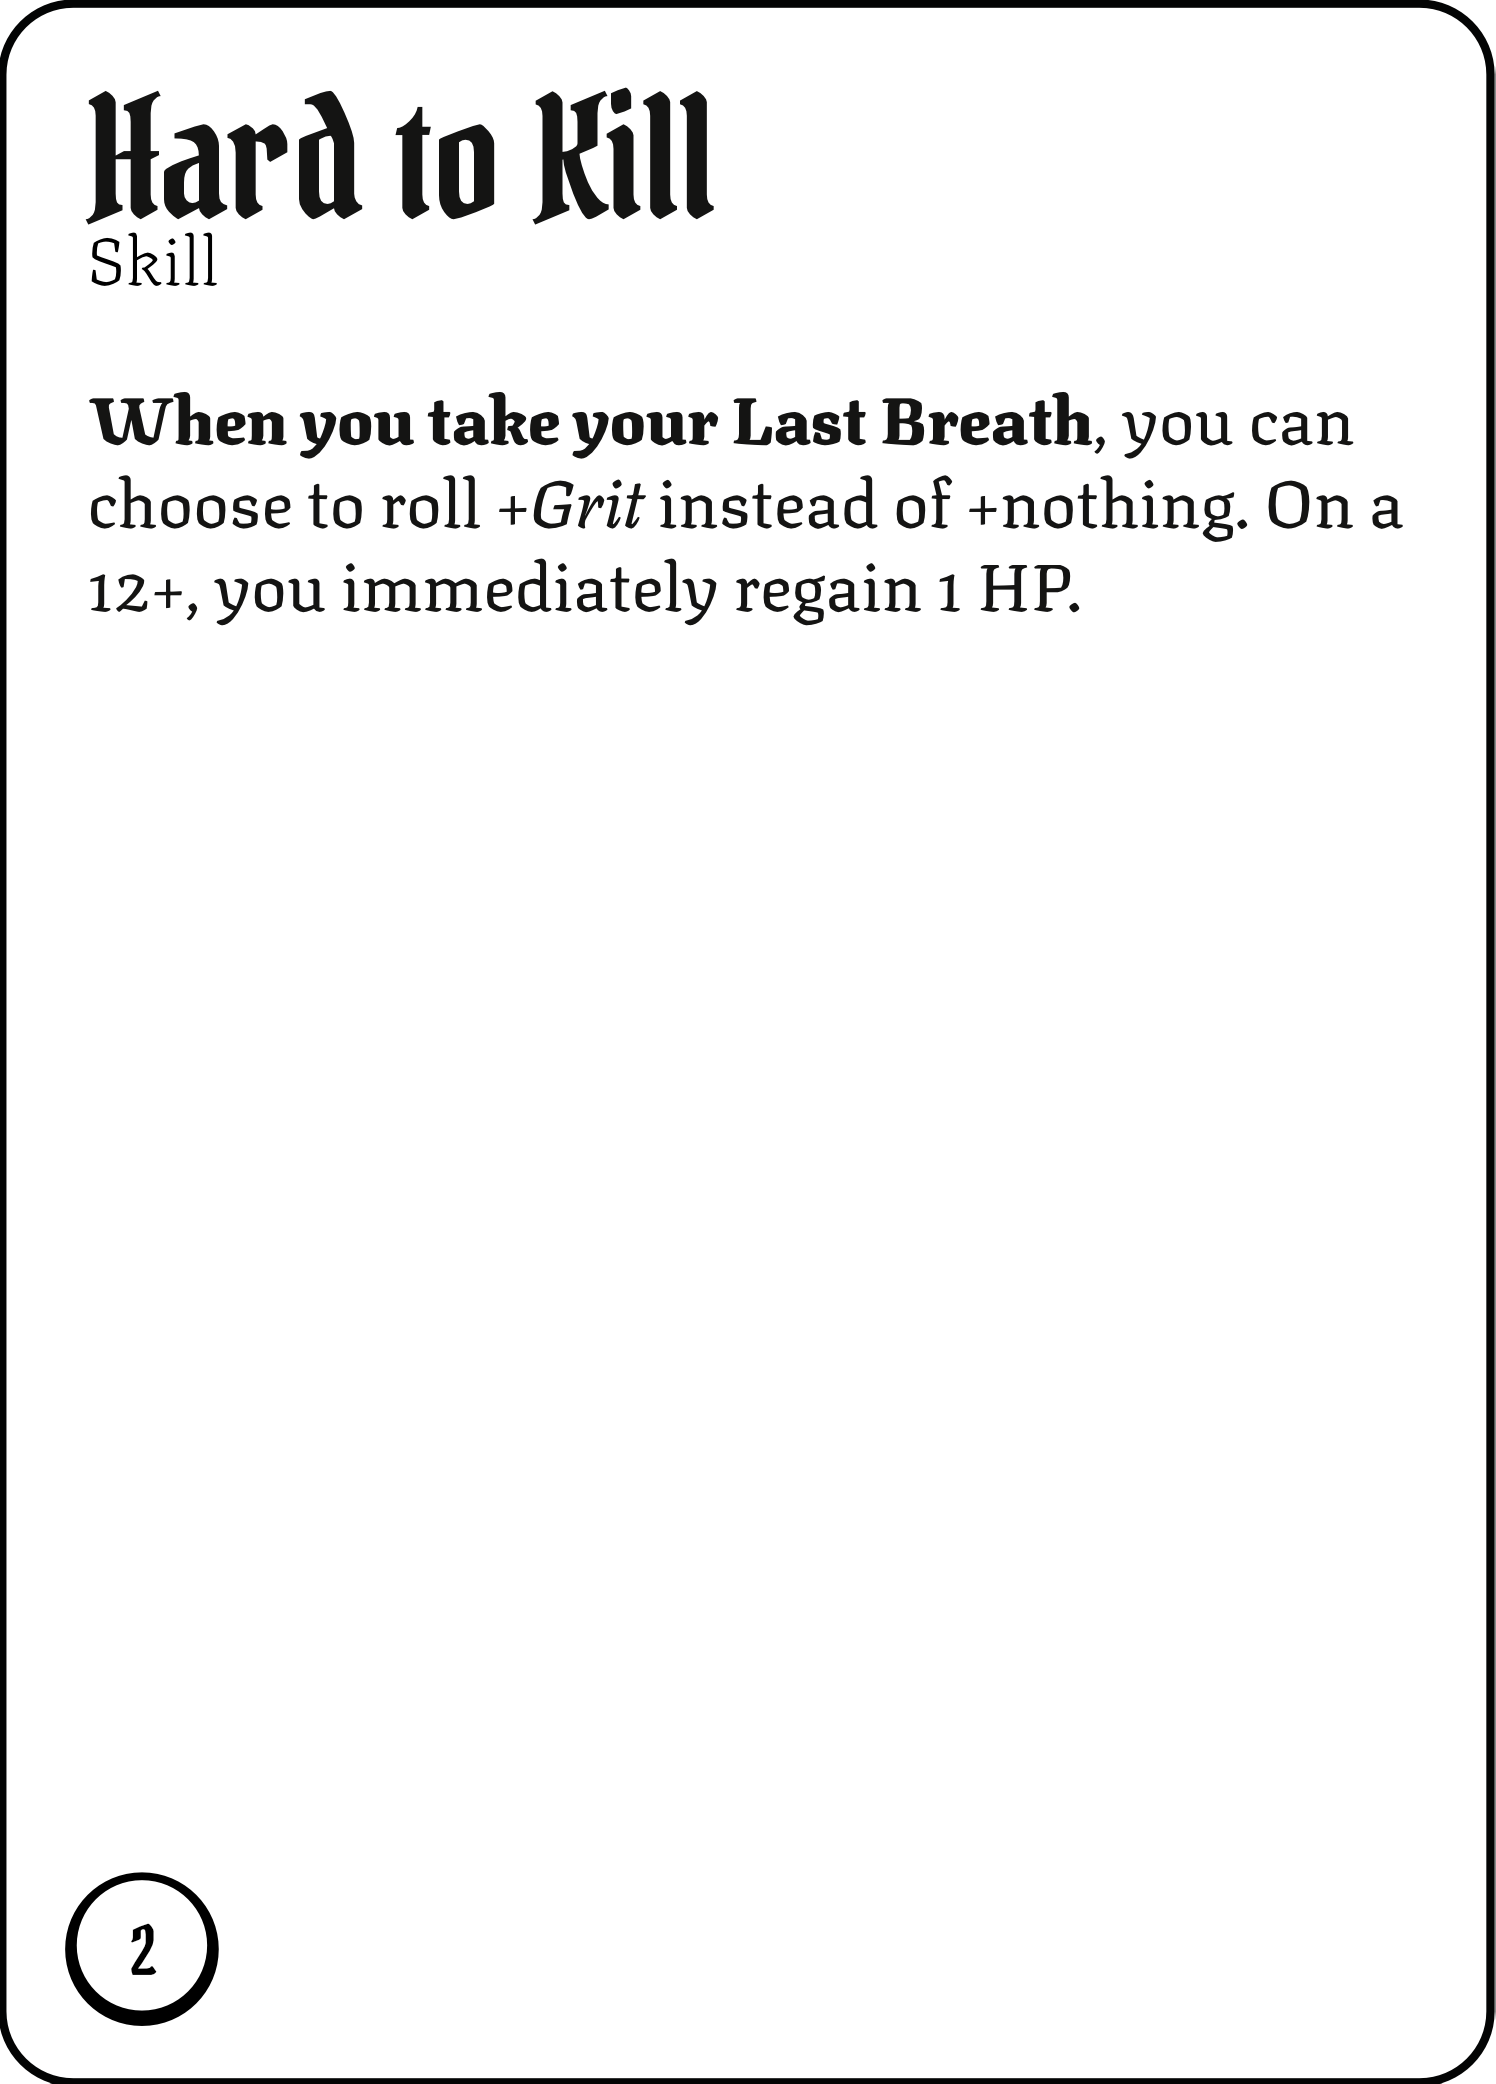 Hard to Kill
Skill
When you take your Last Breath, you can
choose to roll +Grit instead of +nothing. On a
12+, you immediately regain 1 HP.
2